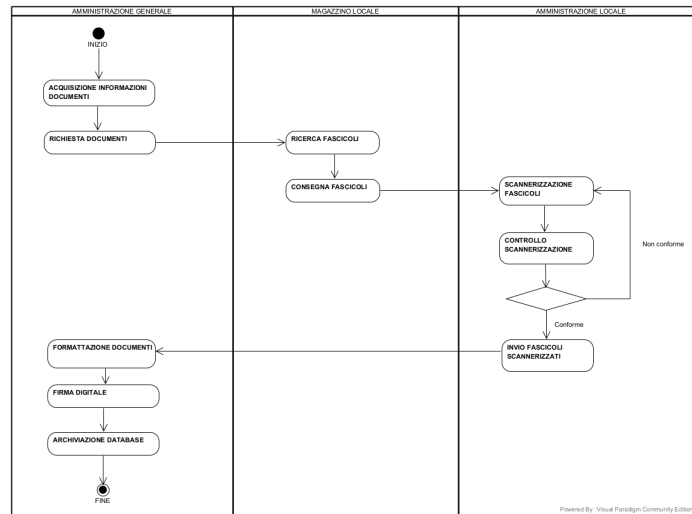 AMMINISTRAZIONE GENERALE
MAGAZZINO LOCALE
AMMINISTRAZIONE LOCALE
INIZIO
ACQUISIZIONE INFORMAZIONI
DOCUMENTI
RICHIESTA DOCUMENTI
RICERCA FASCICOLI
CONSEGNA FASCICOLI
SCANNERIZZAZIONE
FASCICOLI
CONTROLLO
SCANNERIZZAZIONE
Non conforme
Conforme
INVIO FASCICOLI
SCANNERIZZATI
FORMATTAZIONE DOCUMENTI
FIRMA DIGITALE
ARCHIVIAZIONE DATABASE
FINE
Powered By: Visual Paradigm Community Edition